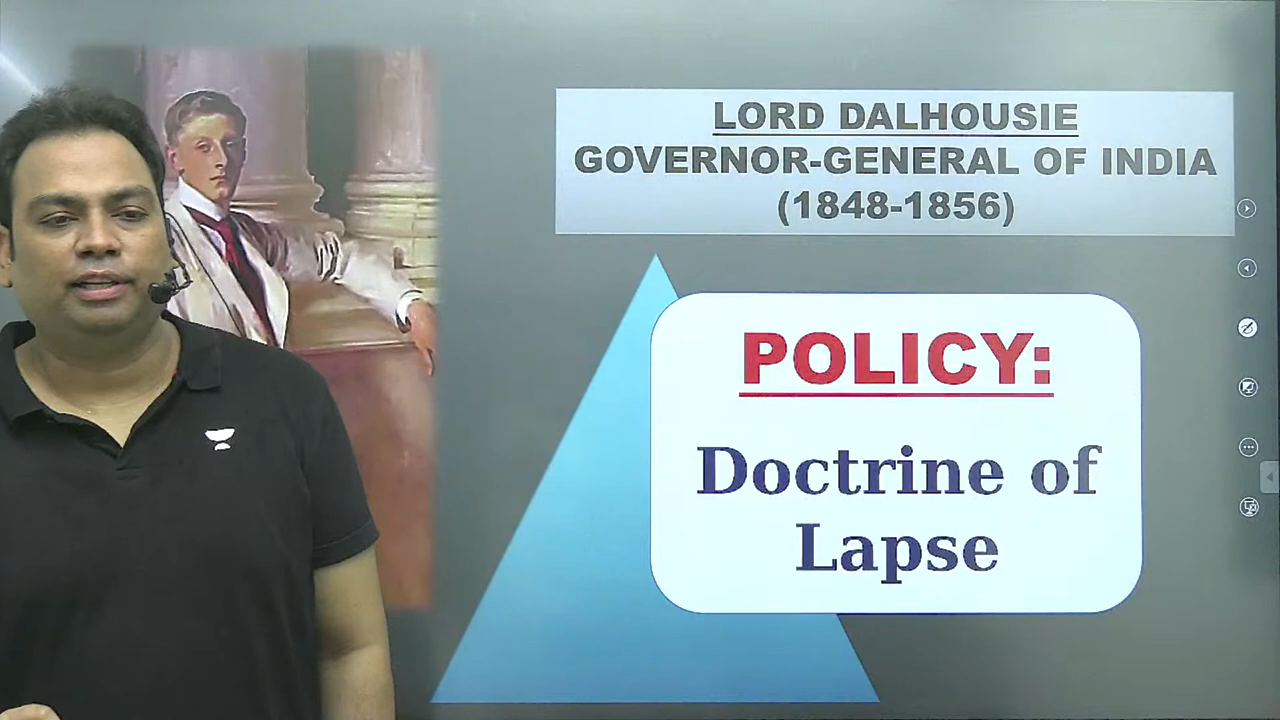 LORD DALHOUSIE
GOVERNOR-GENERAL OF INDIA
(1848-1856)
POLICY:
Doctrine of
Lapse